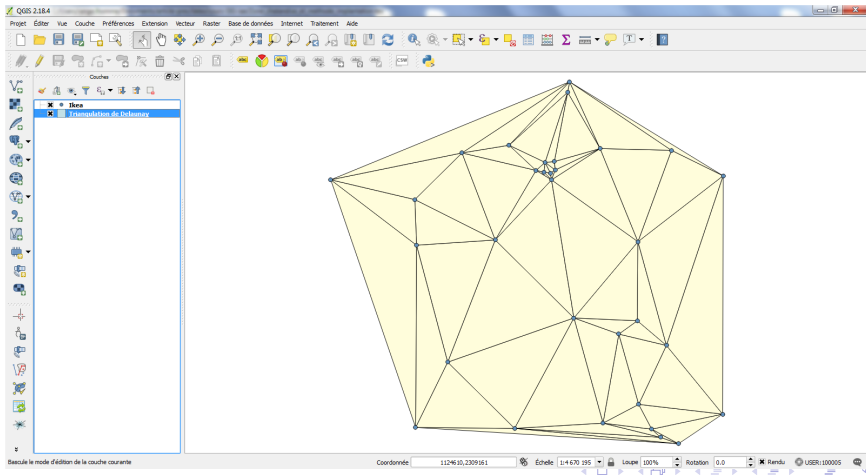 QGIS 2.18.4
Projet Éditer Vue Couche Préférences Extension Vecteur Raster Base de données Internet Traitement Aide
Couches
Ikea
Triangulation de Delaunay
Bascule le mode d'édition de la couche courante
Coordonnée 1124610,2309161 Échelle 1:4 670 195 Loupe 100% Rotation 0.0 Rendu USER:100005